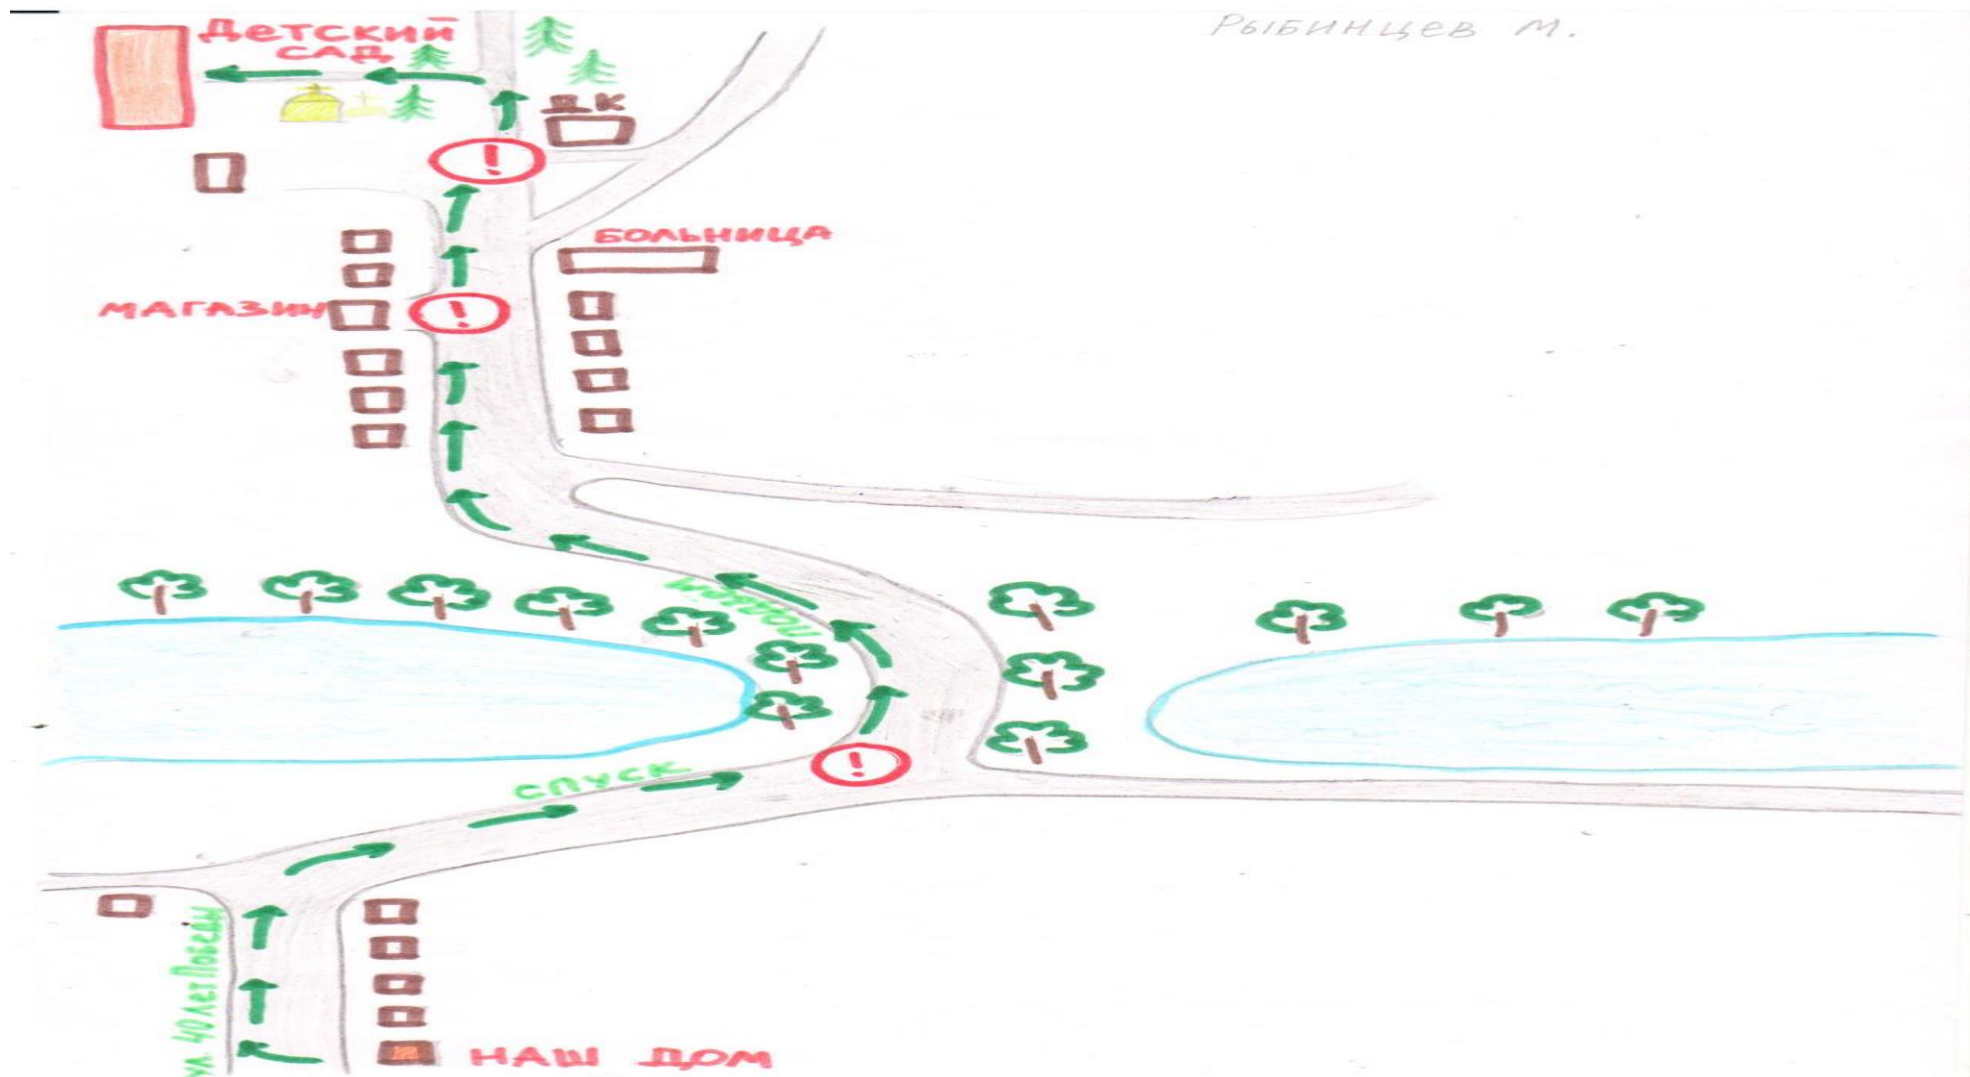 Рыбинцев М.
Детский
САД
ДК
!
БОЛЬНИЦА
МАГАЗИН
!
ПОДЪЁМ
СПУСК
!
ул. 40 лет Победы
НАШ ДОМ